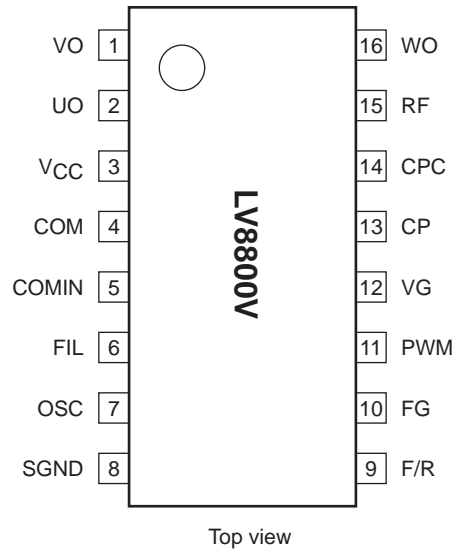 VO 1 16 WO
UO 2 15 RF
VCC 3 14 CPC
COM 4 13 CP
COMIN 5 12 VG
FIL 6 11 PWM
OSC 7 10 FG
SGND 8 9 F/R
LV8800V
Top view